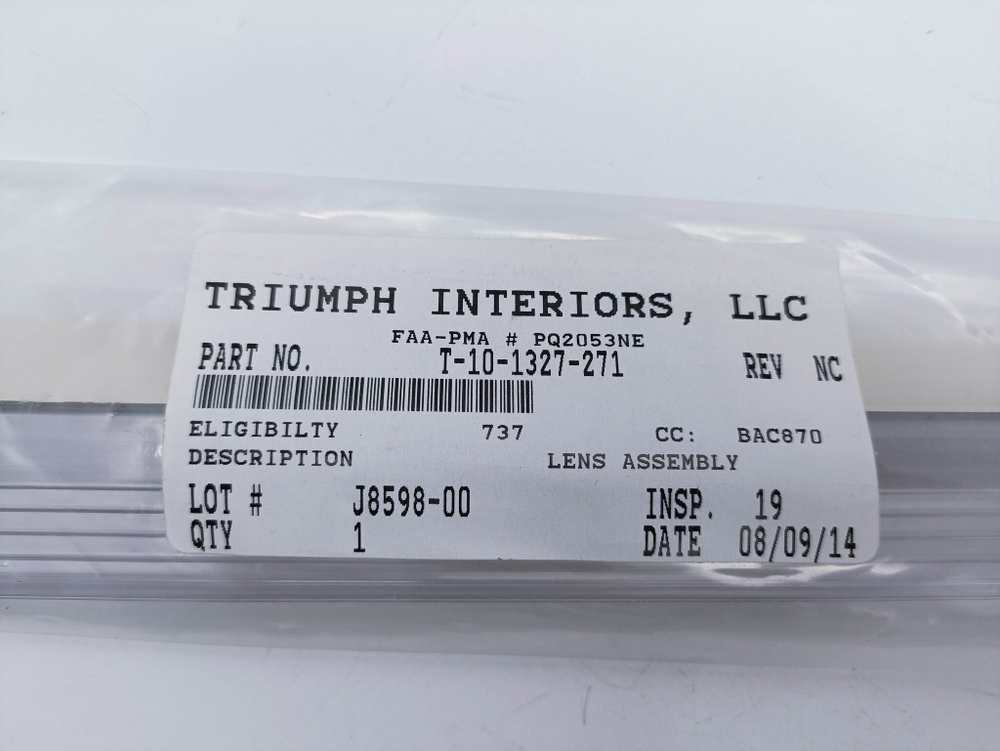 TRIUMPH INTERIORS, LLC
FAA-PMA # PQ2053NE
PART NO. T-10-1327-271 REV NC
ELIGIBILTY 737 CC: BAC870
DESCRIPTION LENS ASSEMBLY
LOT # J8598-00 INSP. 19
QTY 1 DATE 08/09/14